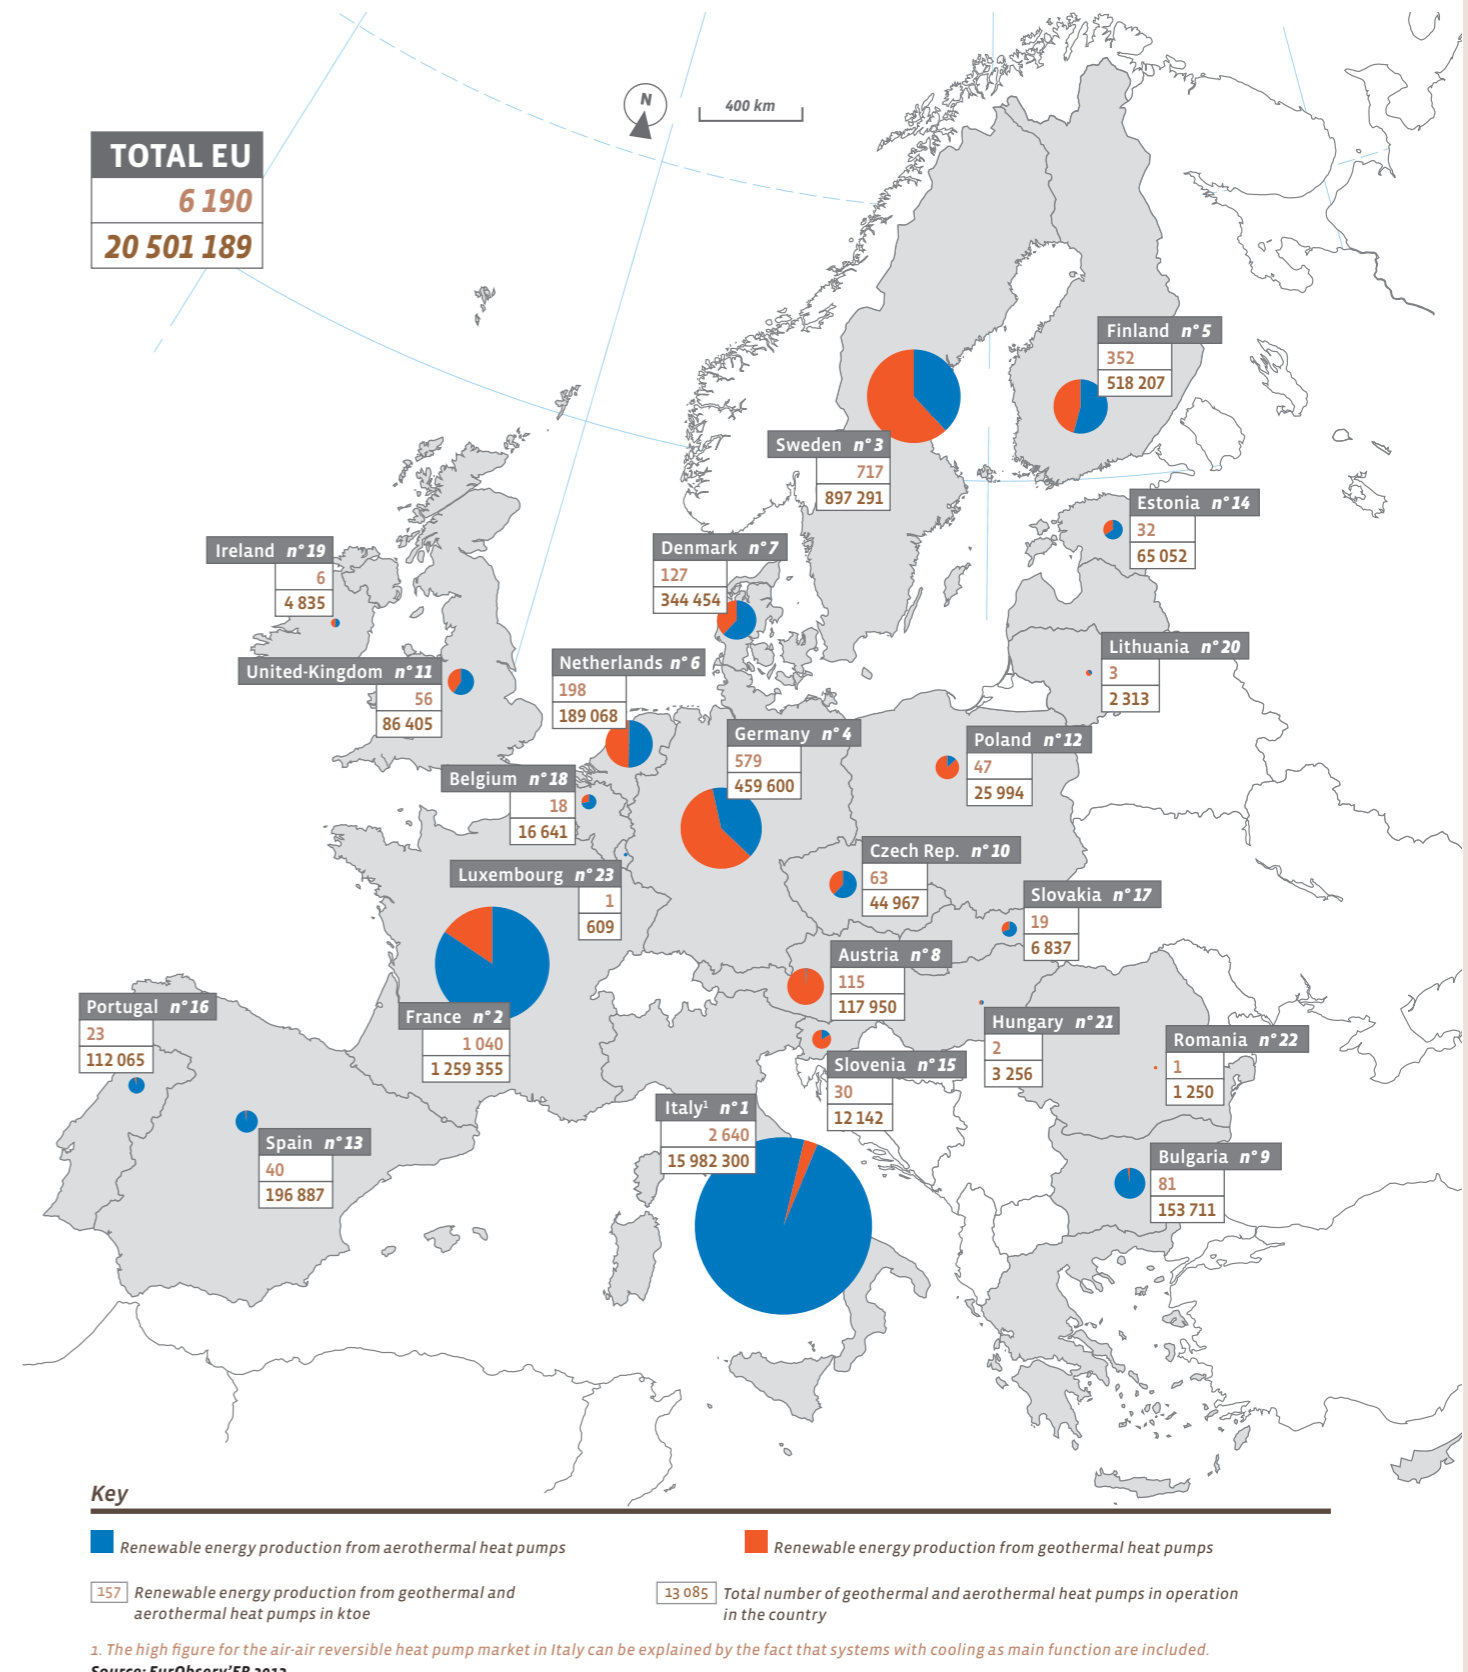 N
400 km
TOTAL EU
6 190
20 501 189
Finland n° 5
352
518 207
Sweden n° 3
717
897 291
Estonia n° 14
32
65 052
Ireland n° 19
6
4 835
Denmark n° 7
127
344 454
Lithuania n° 20
3
2 313
United-Kingdom n° 11
56
86 405
Netherlands n° 6
198
189 068
Germany n° 4
579
459 600
Poland n° 12
47
25 994
Belgium n° 18
18
16 641
Czech Rep. n° 10
63
44 967
Luxembourg n° 23
1
609
Slovakia n° 17
19
6 837
Austria n° 8
115
117 950
Portugal n° 16
23
112 065
France n° 2
1 040
1 259 355
Hungary n° 21
2
3 256
Romania n° 22
1
1 250
Slovenia n° 15
30
12 142
Italy¹ n° 1
2 640
15 982 300
Spain n° 13
40
196 887
Bulgaria n° 9
81
153 711
Key
Renewable energy production from aerothermal heat pumps
Renewable energy production from geothermal heat pumps
157 Renewable energy production from geothermal and
aerothermal heat pumps in ktoe
13 085 Total number of geothermal and aerothermal heat pumps in operation
in the country
1. The high figure for the air-air reversible heat pump market in Italy can be explained by the fact that systems with cooling as main function are included.
Source: EurObserv'ER 2013